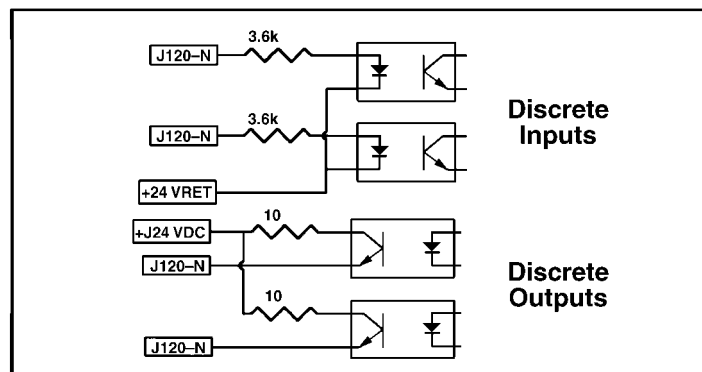 3.6k
J120–N
Discrete
Inputs
3.6k
J120–N
+24 VRET
+J24 VDC
10
J120–N
Discrete
Outputs
10
J120–N